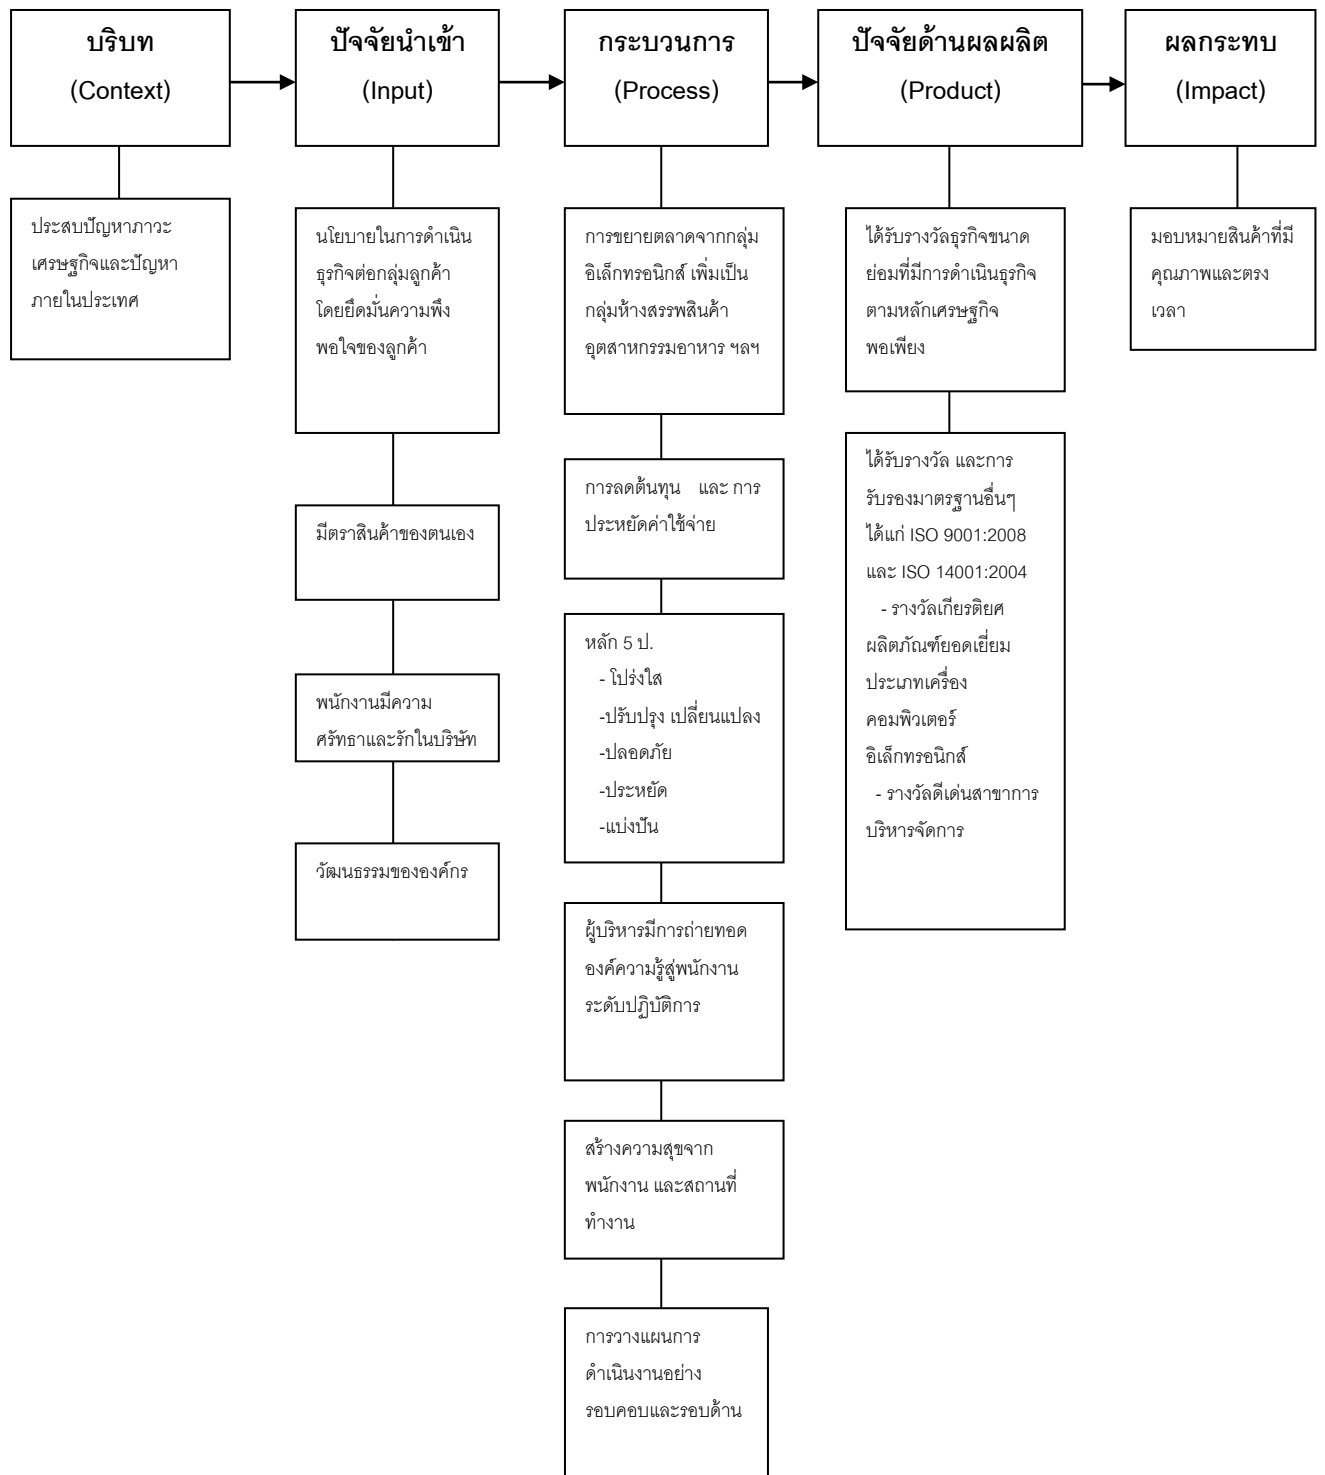 บริบท
(Context)
ปัจจัยนำเข้า
(Input)
กระบวนการ
(Process)
ปัจจัยด้านผลผลิต
(Product)
ผลกระทบ
(Impact)
ประสบปัญหาภาวะ
เศรษฐกิจและปัญหา
ภายในประเทศ
นโยบายในการดำเนิน
ธุรกิจต่อกลุ่มลูกค้า
โดยยึดมั่นความพึง
พอใจของลูกค้า
มีตราสินค้าของตนเอง
พนักงานมีความ
ศรัทธาและรักในบริษัท
วัฒนธรรมขององค์กร
การขยายตลาดจากกลุ่ม
อิเล็กทรอนิกส์ เพิ่มเป็น
กลุ่มห้างสรรพสินค้า
อุตสาหกรรมอาหาร ฯลฯ
การลดต้นทุน และ การ
ประหยัดค่าใช้จ่าย
หลัก 5 ป.
- โปร่งใส
-ปรับปรุง เปลี่ยนแปลง
-ปลอดภัย
-ประหยัด
-แบ่งปัน
ผู้บริหารมีการถ่ายทอด
องค์ความรู้สู่พนักงาน
ระดับปฏิบัติการ
สร้างความสุขจาก
พนักงาน และสถานที่
ทำงาน
การวางแผนการ
ดำเนินงานอย่าง
รอบคอบและรอบด้าน
ได้รับรางวัลธุรกิจขนาด
ย่อมที่มีการดำเนินธุรกิจ
ตามหลักเศรษฐกิจ
พอเพียง
ได้รับรางวัล และการ
รับรองมาตรฐานอื่นๆ
ได้แก่ ISO 9001:2008
และ ISO 14001:2004
- รางวัลเกียรติยศ
ผลิตภัณฑ์ยอดเยี่ยม
ประเภทเครื่อง
คอมพิวเตอร์
อิเล็กทรอนิกส์
- รางวัลดีเด่นสาขาการ
บริหารจัดการ
มอบหมายสินค้าที่มี
คุณภาพและตรง
เวลา